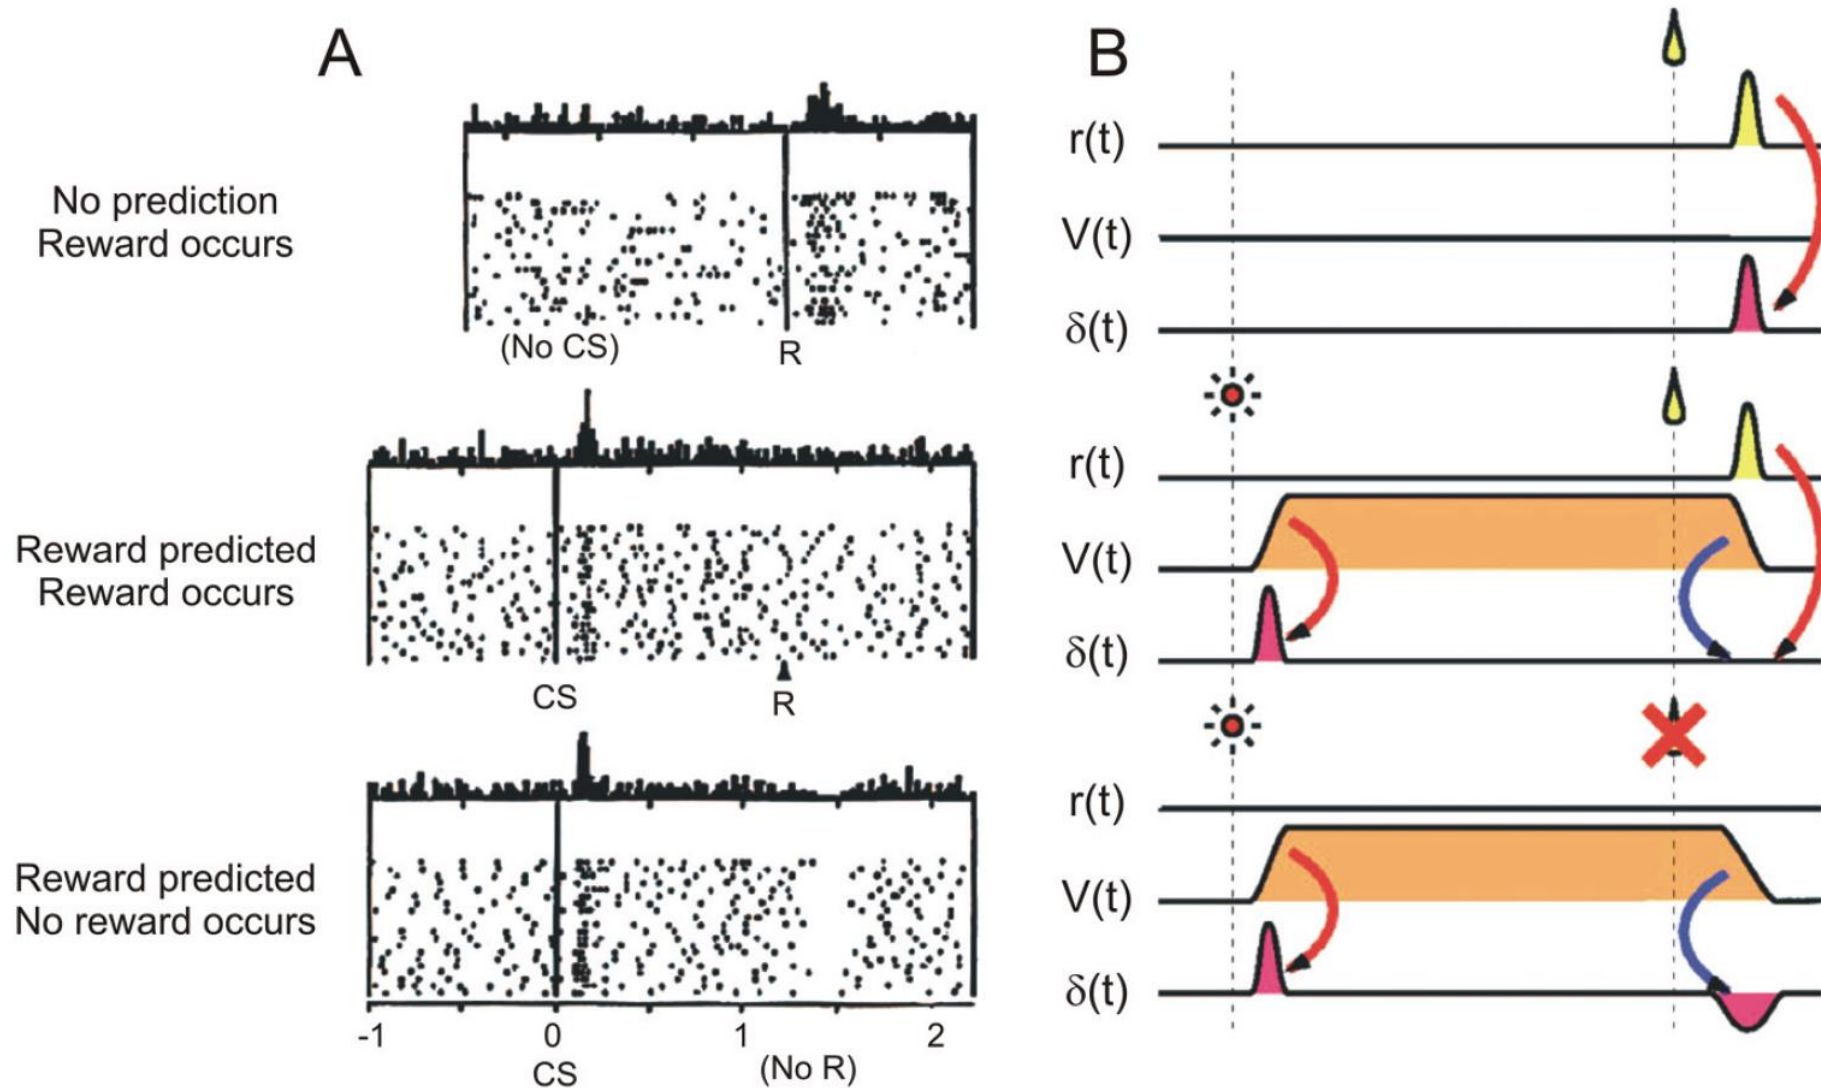 A
No prediction
Reward occurs
(No CS)
R
Reward predicted
Reward occurs
CS
R
Reward predicted
No reward occurs
-1
0
1
2
CS
(No R)
B
r(t)
V(t)
δ(t)
r(t)
V(t)
δ(t)
r(t)
V(t)
δ(t)